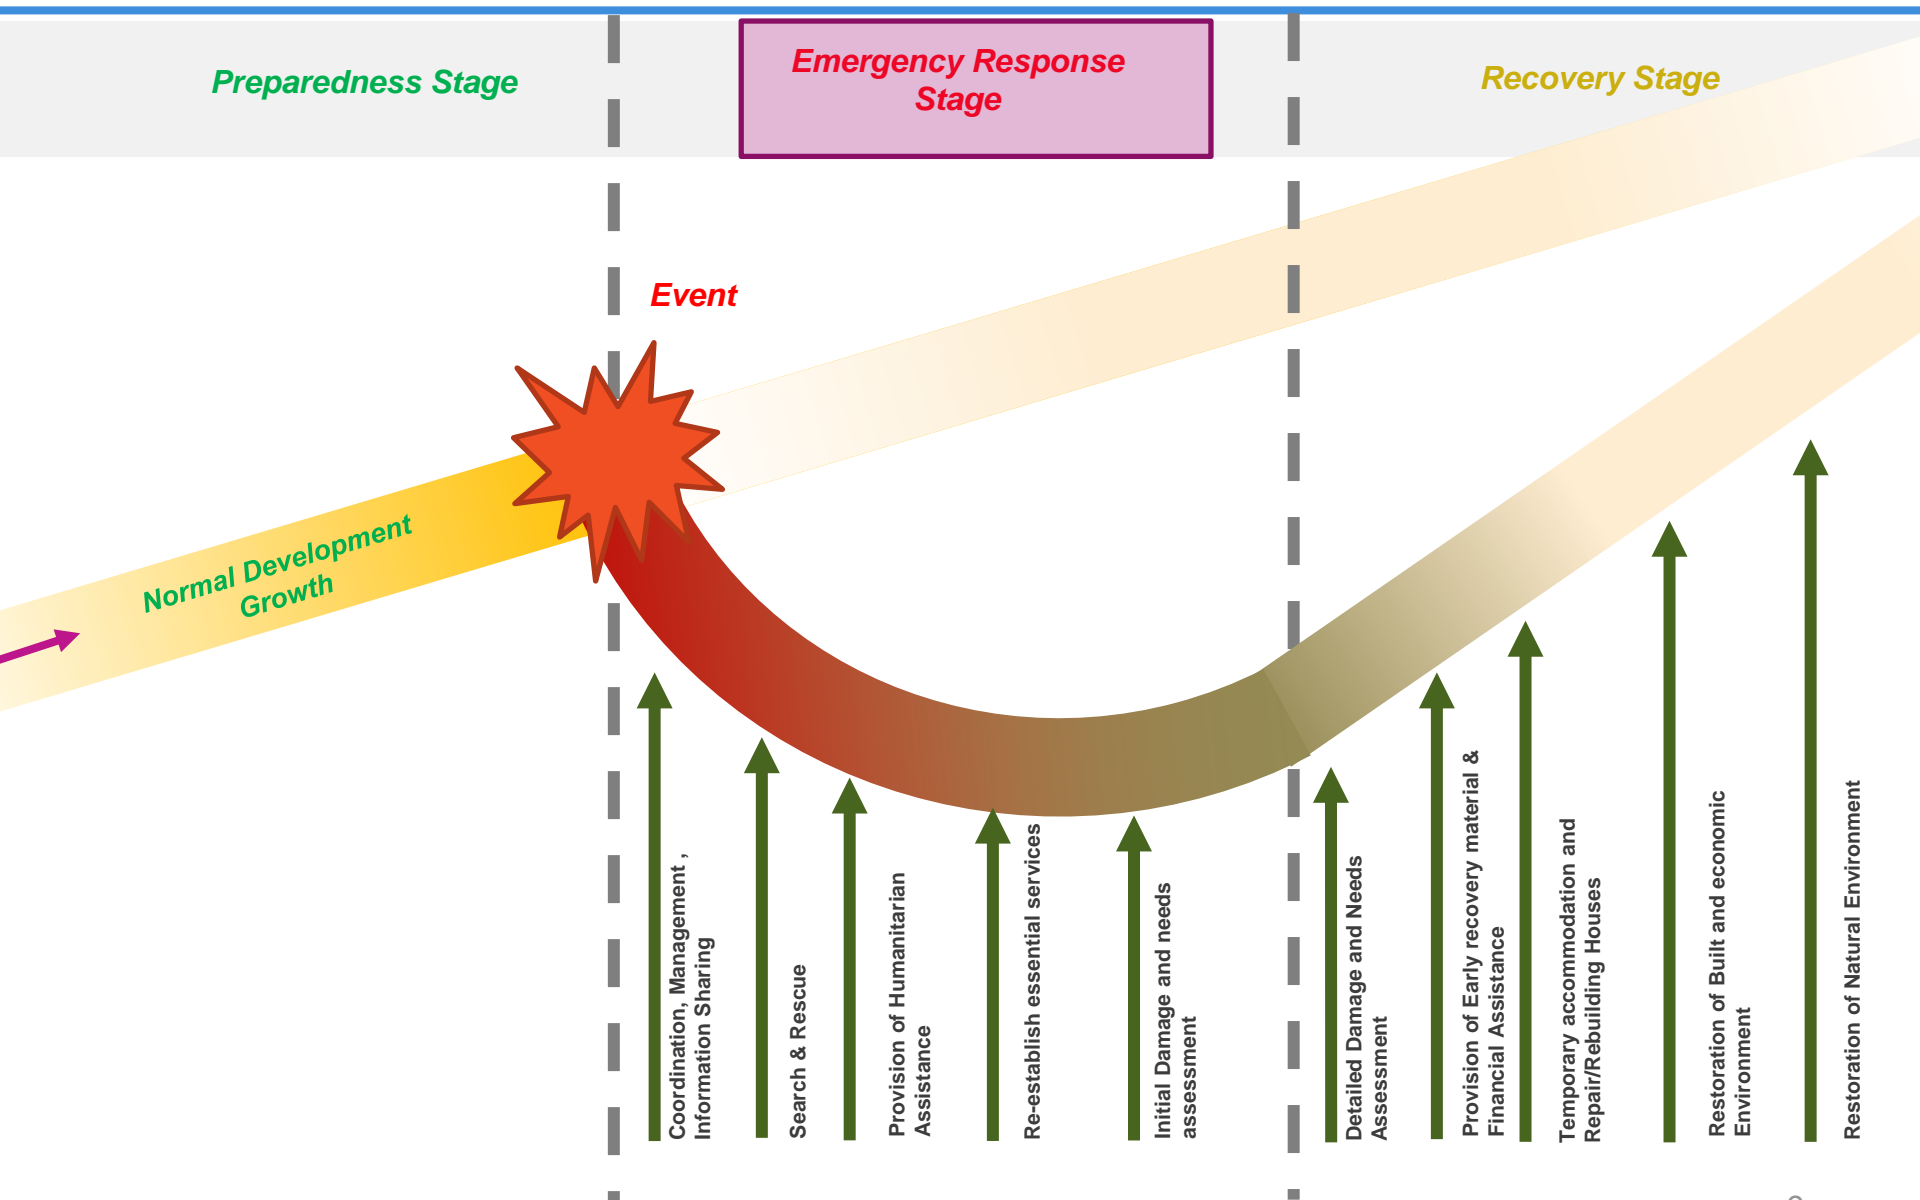 Preparedness Stage
Emergency Response
Stage
Recovery Stage
Event
Normal Development
Growth
Coordination, Management ,
Information Sharing
Search & Rescue
Provision of Humanitarian
Assistance
Re-establish essential services
Initial Damage and needs
assessment
Detailed Damage and Needs
Assessment
Provision of Early recovery material &
Financial Assistance
Temporary accommodation and
Repair/Rebuilding Houses
Restoration of Built and economic
Environment
Restoration of Natural Environment